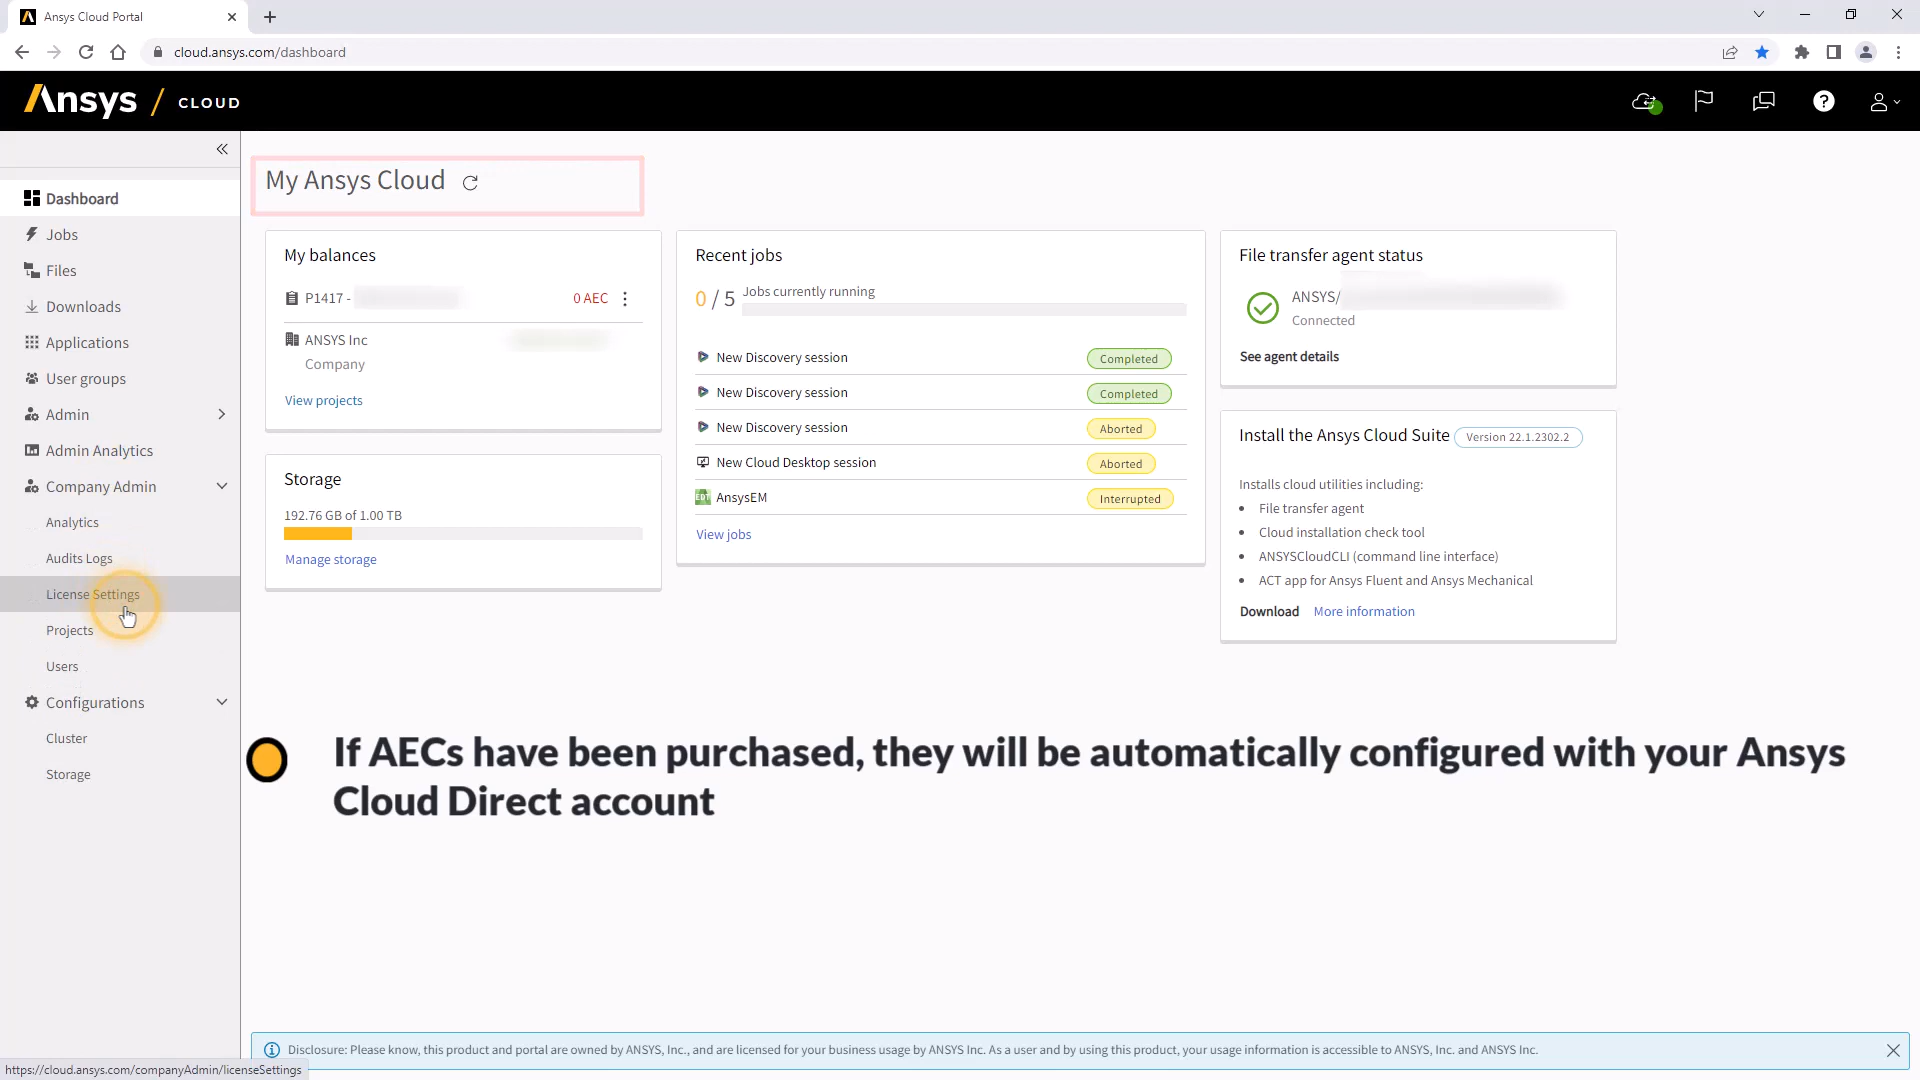 Ansys Cloud Portal
cloud.ansys.com/dashboard
Ansys / CLOUD
Dashboard
Jobs
Files
Downloads
Applications
User groups
Admin
Admin Analytics
Company Admin
Analytics
Audits Logs
License Settings
Projects
Users
Configurations
Cluster
Storage
My Ansys Cloud
My balances
P1417 - 0 AEC
ANSYS Inc
Company
View projects
Storage
192.76 GB of 1.00 TB
Manage storage
Recent jobs
0 / 5 Jobs currently running
New Discovery session Completed
New Discovery session Completed
New Discovery session Aborted
New Cloud Desktop session Aborted
EDT AnsysEM Interrupted
View jobs
File transfer agent status
ANSYS/
Connected
See agent details
Install the Ansys Cloud Suite Version 22.1.2302.2
Installs cloud utilities including:
• File transfer agent
• Cloud installation check tool
• ANSYSCloudCLI (command line interface)
• ACT app for Ansys Fluent and Ansys Mechanical
Download More information
If AECs have been purchased, they will be automatically configured with your Ansys
Cloud Direct account
Disclosure: Please know, this product and portal are owned by ANSYS, Inc., and are licensed for your business usage by ANSYS Inc. As a user and by using this product, your usage information is accessible to ANSYS, Inc. and ANSYS Inc.
https://cloud.ansys.com/companyAdmin/licenseSettings